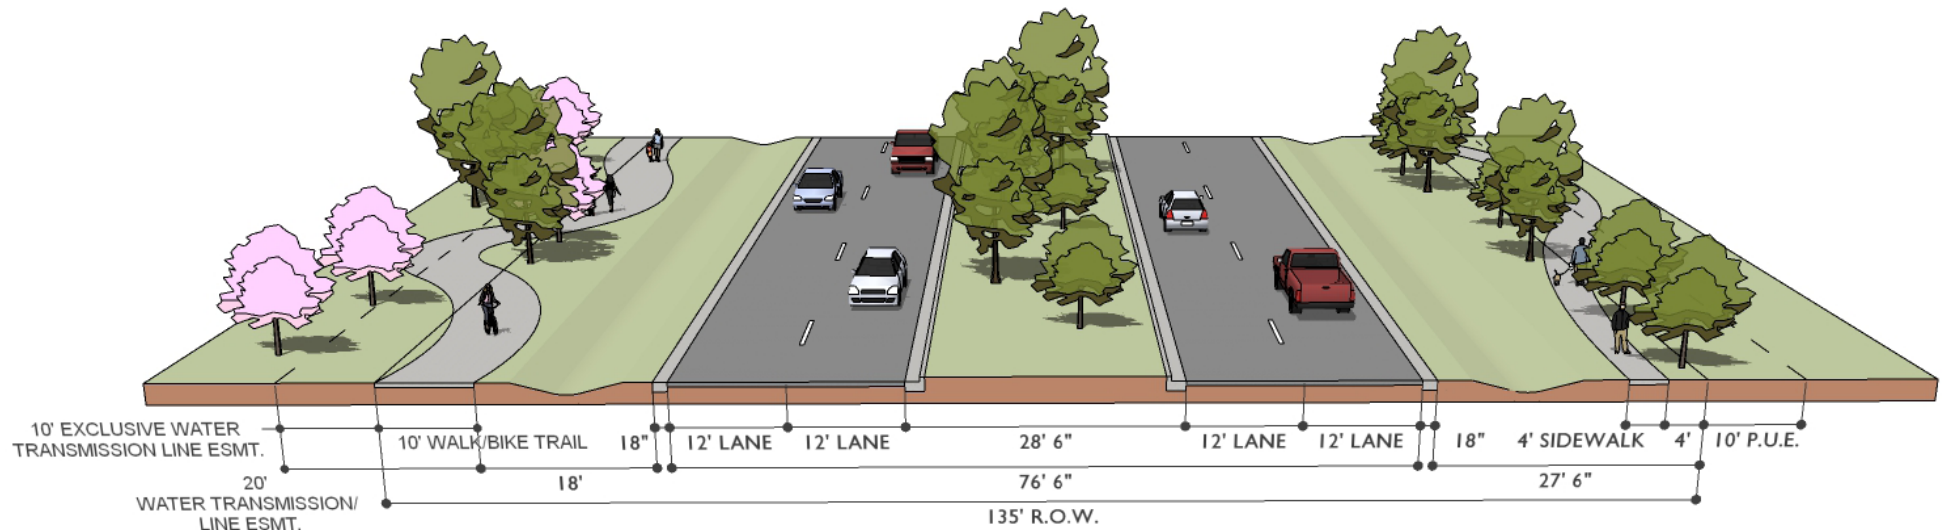 10' EXCLUSIVE WATER
TRANSMISSION LINE ESMT.
10' WALK/BIKE TRAIL
18"
12' LANE
12' LANE
28' 6"
12' LANE
12' LANE
18"
4' SIDEWALK
4'
10' P.U.E.
20'
WATER TRANSMISSION/
LINE ESMT.
18'
76' 6"
27' 6"
135' R.O.W.